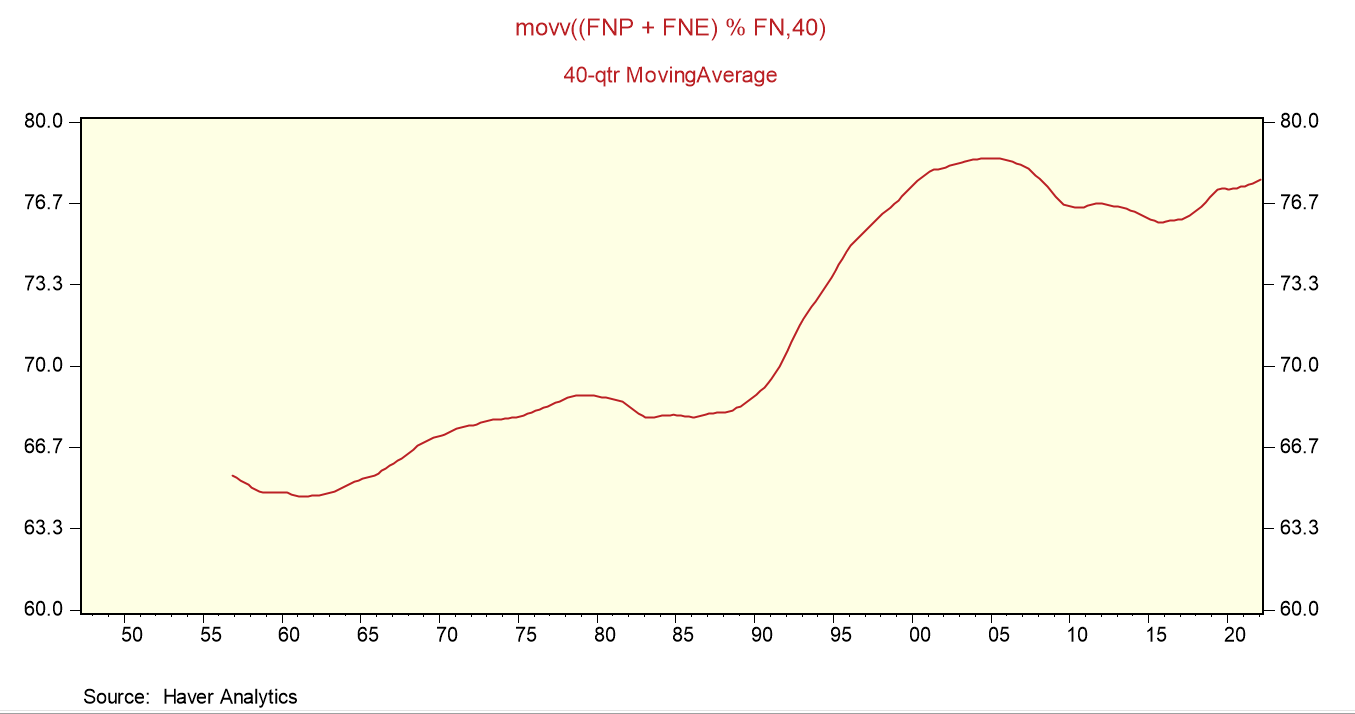 movv((FNP + FNE) % FN,40)
40-qtr MovingAverage
80.0 80.0
76.7 76.7
73.3 73.3
70.0 70.0
66.7 66.7
63.3 63.3
60.0 60.0
50 55 60 65 70 75 80 85 90 95 00 05 10 15 20
Source: Haver Analytics